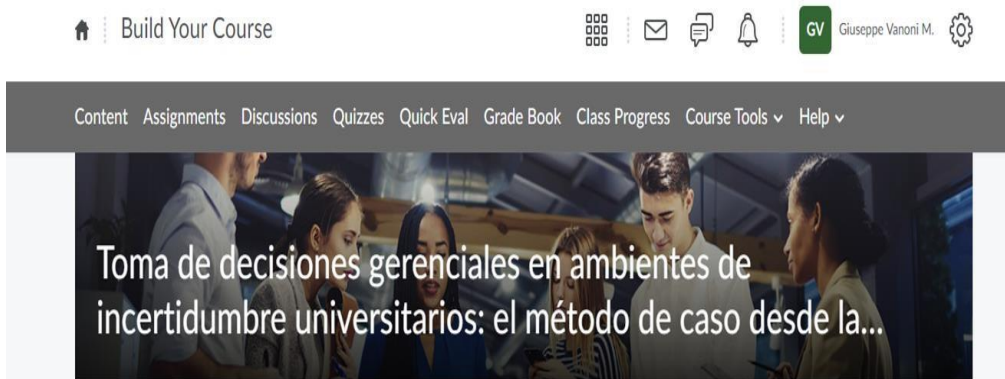 Build Your Course
GV Giuseppe Vanoni M.
Content Assignments Discussions Quizzes Quick Eval Grade Book Class Progress Course Tools Help
Toma de decisiones gerenciales en ambientes de
incertidumbre universitarios: el método de caso desde la...